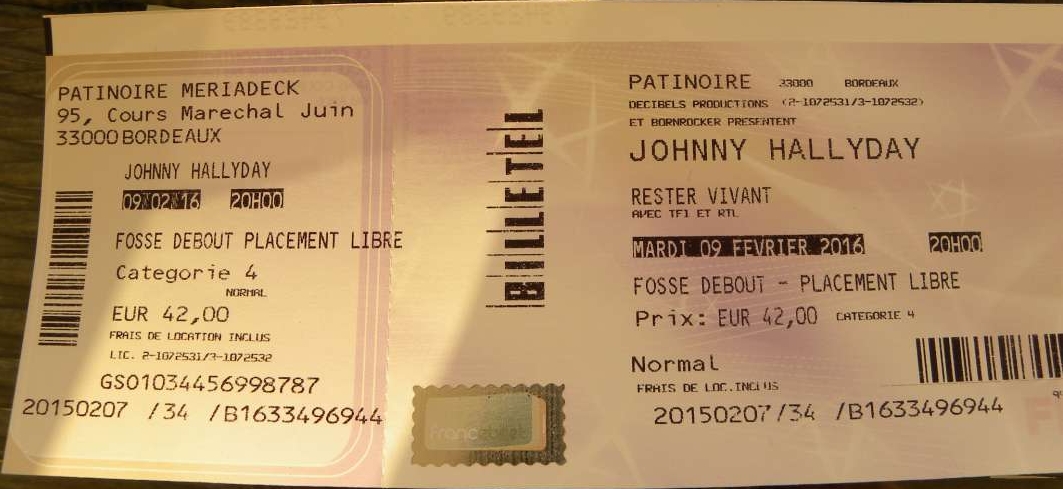 PATINOIRE MERIADECK
95, Cours Marechal Juin
33000 BORDEAUX
JOHNNY HALLYDAY
09 02 16 20H00
FOSSE DEBOUT PLACEMENT LIBRE
Categorie 4
NORMAL
EUR 42,00
FRAIS DE LOCATION INCLUS
LIC. 2-1072531/3-1072532
GS01034456998787
20150207 /34 /B1633496944
BILLETEL
PATINOIRE 33000 BORDEAUX
DECIBELS PRODUCTIONS (2-1072531/3-1072532)
ET BORNROCKER PRESENTENT
JOHNNY HALLYDAY
RESTER VIVANT
AVEC TF1 ET RTL
MARDI 09 FEVRIER 2016 20H00
FOSSE DEBOUT - PLACEMENT LIBRE
Prix: EUR 42,00 CATEGORIE 4
Normal
FRAIS DE LOC.INCLUS
20150207/34 /B1633496944